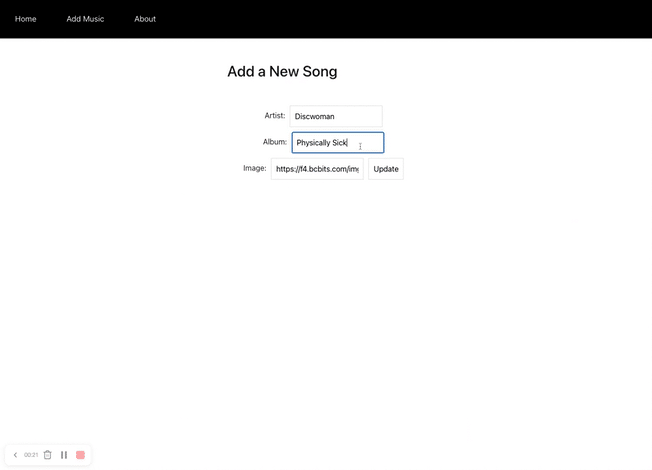 Home Add Music About
Add a New Song
Artist: Discwoman
Album: Physically Sick
Image: https://f4.bcbits.com/img Update
00:21